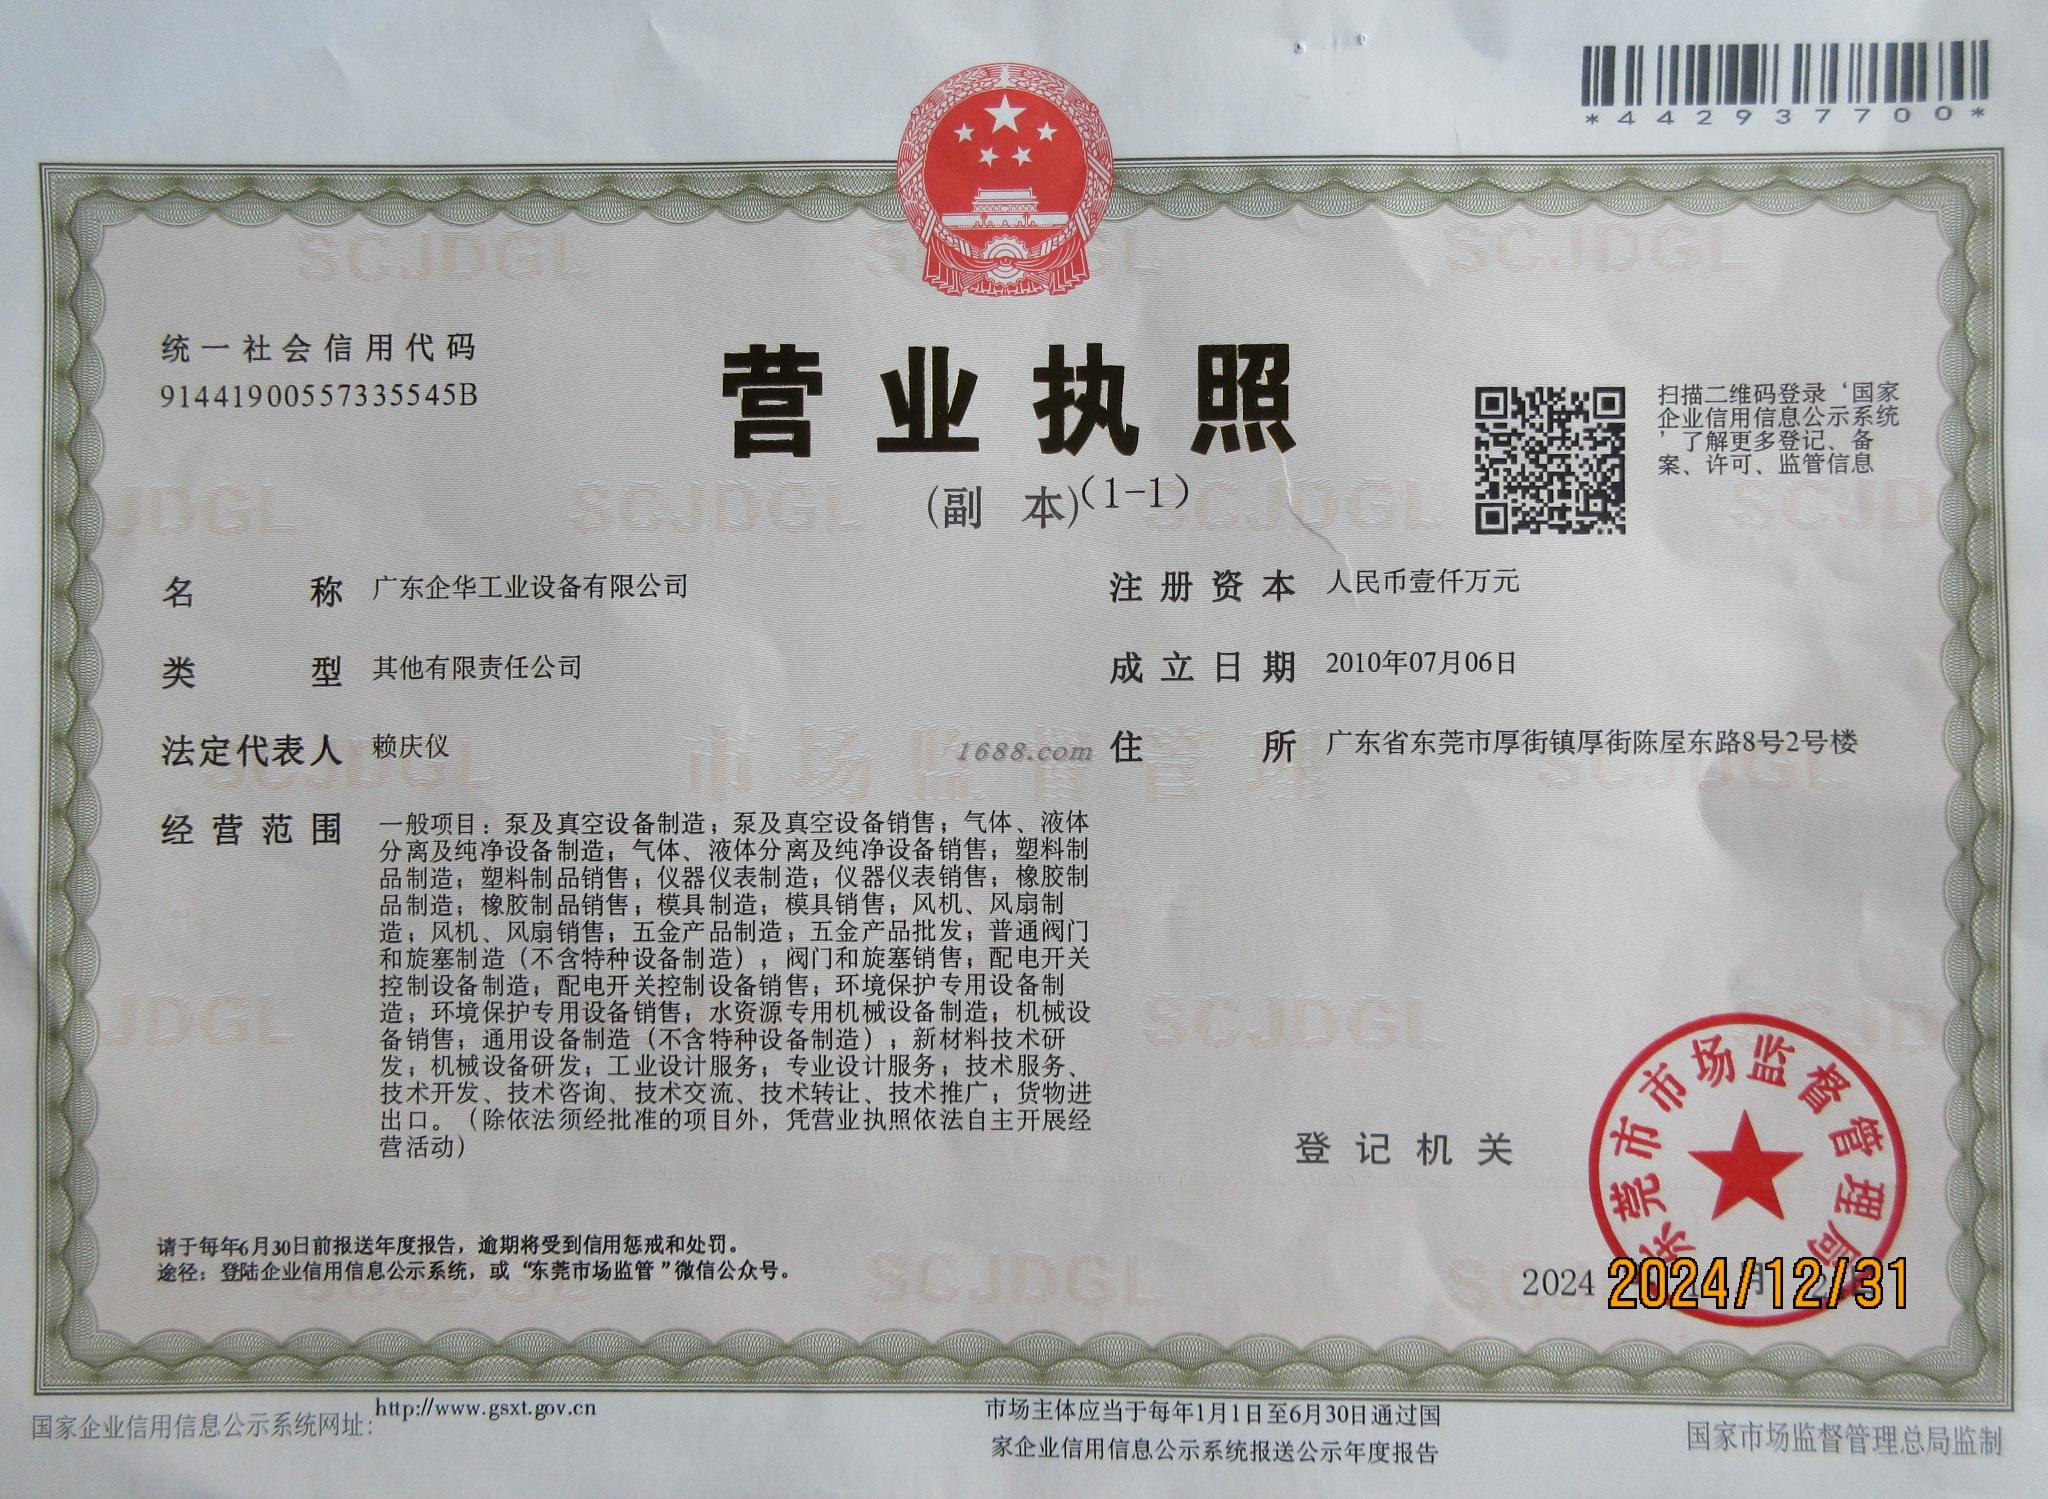 *442937700*
统一社会信用代码
91441900557335545B
营业执照
(副 本)(1-1)
扫描二维码登录‘国家
企业信用信息公示系统
’了解更多登记、备
案、许可、监管信息
名 称 广东企华工业设备有限公司
注册资本 人民币壹仟万元
类 型 其他有限责任公司
成立日期 2010年07月06日
法定代表人 赖庆仪
1688.com
住 所 广东省东莞市厚街镇厚街陈屋东路8号2号楼
经营范围 一般项目：泵及真空设备制造；泵及真空设备销售；气体、液体
分离及纯净设备制造；气体、液体分离及纯净设备销售；塑料制
品制造；塑料制品销售；仪器仪表制造；仪器仪表销售；橡胶制
品制造；橡胶制品销售；模具制造；模具销售；风机、风扇制
造；风机、风扇销售；五金产品制造；五金产品批发；普通阀门
和旋塞制造（不含特种设备制造）；阀门和旋塞销售；配电开关
控制设备制造；配电开关控制设备销售；环境保护专用设备制
造；环境保护专用设备销售；水资源专用机械设备制造；机械设
备销售；通用设备制造（不含特种设备制造）；新材料技术研
发；机械设备研发；工业设计服务；专业设计服务；技术服务、
技术开发、技术咨询、技术交流、技术转让、技术推广；货物进
出口。（除依法须经批准的项目外，凭营业执照依法自主开展经
营活动）
登记机关
东莞市市场监督管理局
请于每年6月30日前报送年度报告，逾期将受到信用惩戒和处罚。
途径：登陆企业信用信息公示系统，或“东莞市场监管”微信公众号。
2024 月
2024/12/31
国家企业信用信息公示系统网址：http://www.gsxt.gov.cn
市场主体应当于每年1月1日至6月30日通过国
家企业信用信息公示系统报送公示年度报告
国家市场监督管理总局监制
SCJDGL
市场监督管理